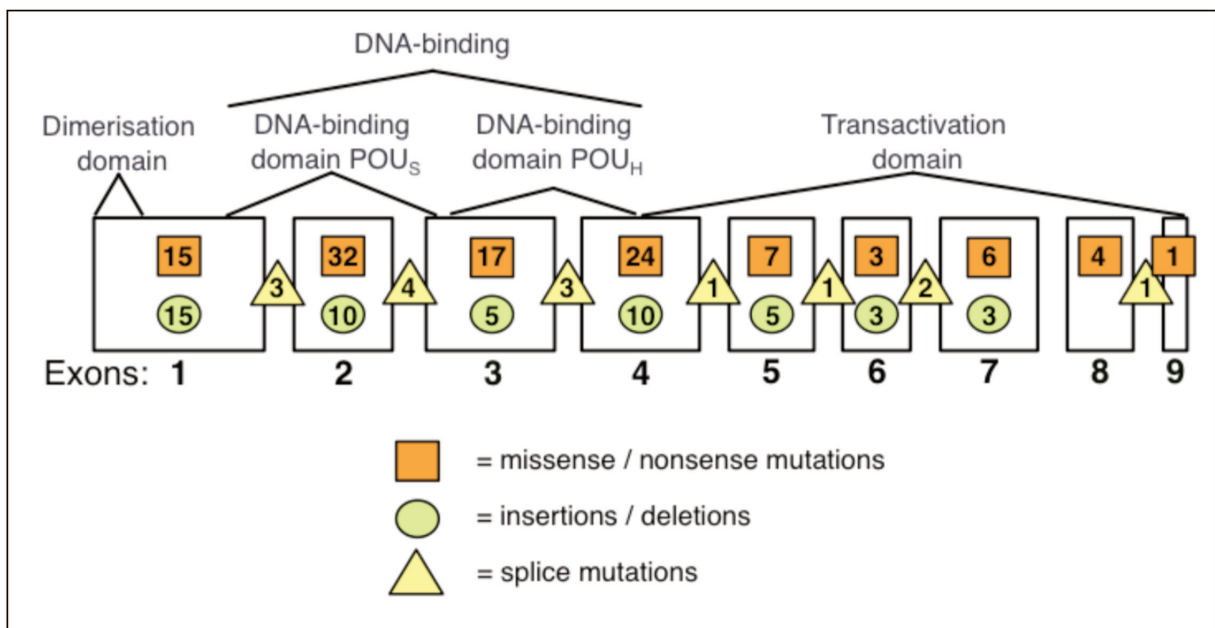 DNA-binding
Dimerisation
domain
DNA-binding
domain POUS
DNA-binding
domain POUH
Transactivation
domain
15 32 17 24 7 3 6 4 1
3 4 3 1 1 2 1
15 10 5 10 5 3 3
Exons: 1 2 3 4 5 6 7 8 9
= missense / nonsense mutations
= insertions / deletions
= splice mutations